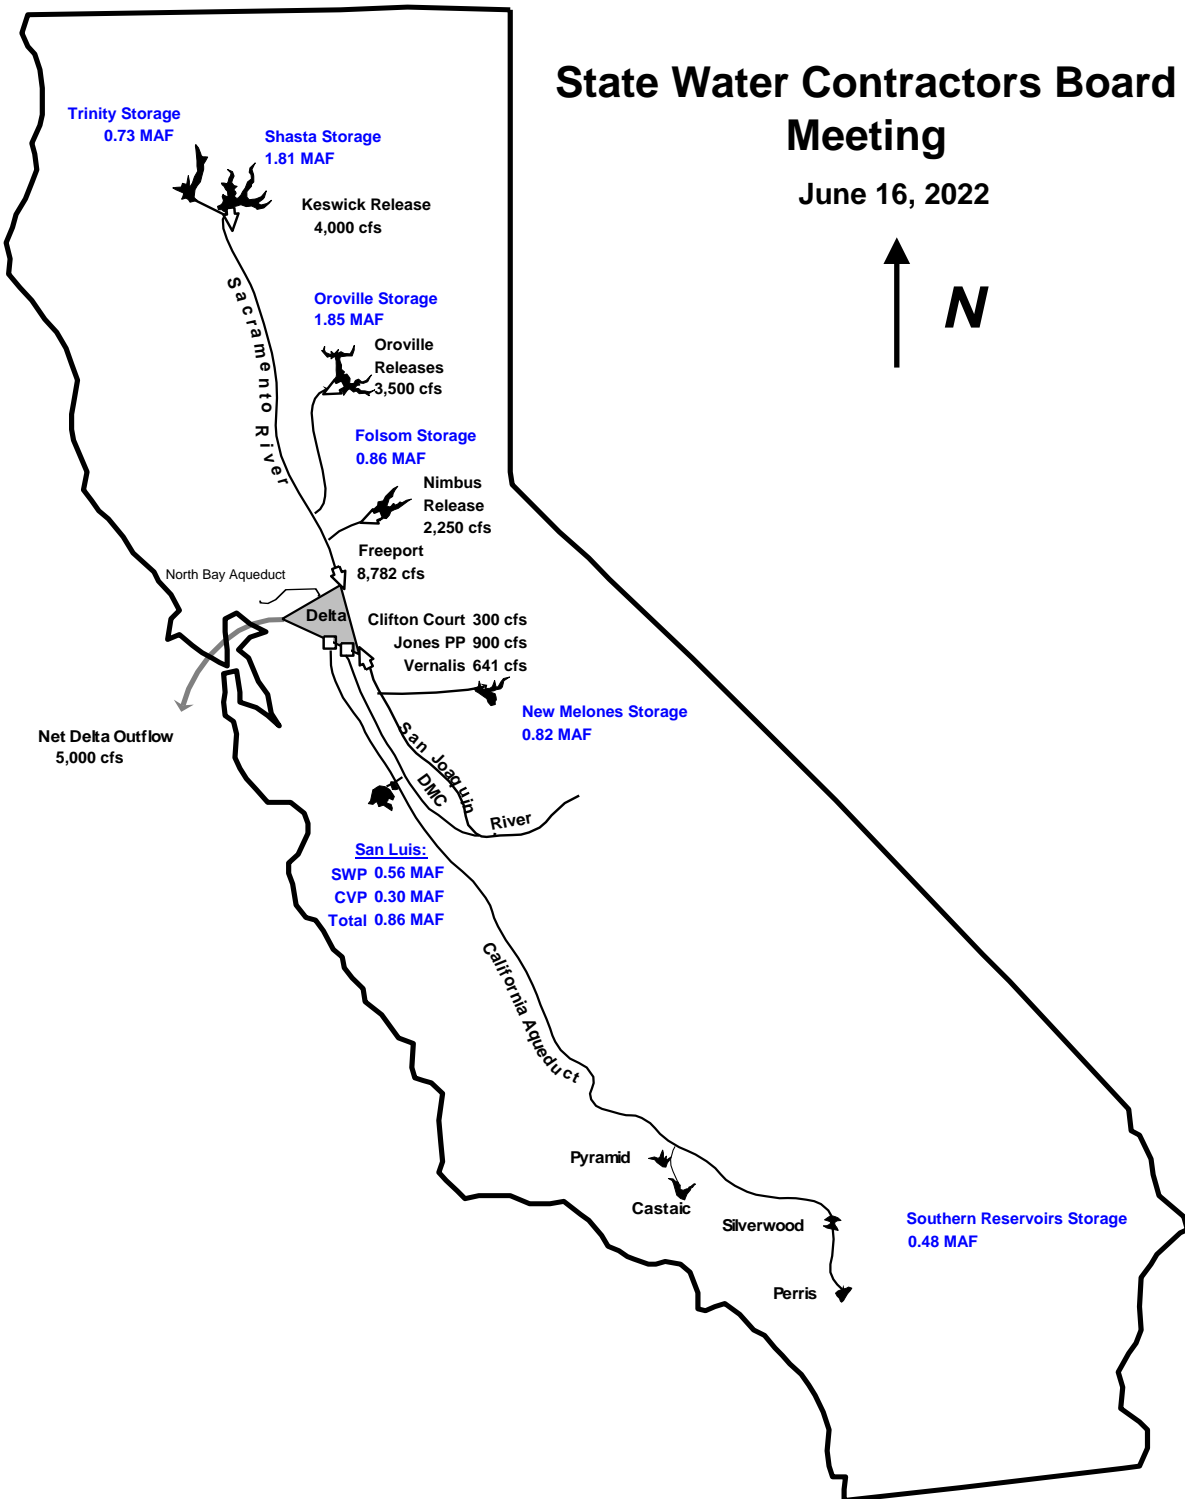 State Water Contractors Board
Meeting
June 16, 2022
N
Trinity Storage
0.73 MAF
Shasta Storage
1.81 MAF
Keswick Release
4,000 cfs
Sacramento River
Oroville Storage
1.85 MAF
Oroville
Releases
3,500 cfs
Folsom Storage
0.86 MAF
Nimbus
Release
2,250 cfs
Freeport
8,782 cfs
North Bay Aqueduct
Delta
Clifton Court 300 cfs
Jones PP 900 cfs
Vernalis 641 cfs
New Melones Storage
0.82 MAF
Net Delta Outflow
5,000 cfs
San Joaquin
River
DMC
San Luis:
SWP 0.56 MAF
CVP 0.30 MAF
Total 0.86 MAF
California Aqueduct
Pyramid
Castaic
Silverwood
Perris
Southern Reservoirs Storage
0.48 MAF